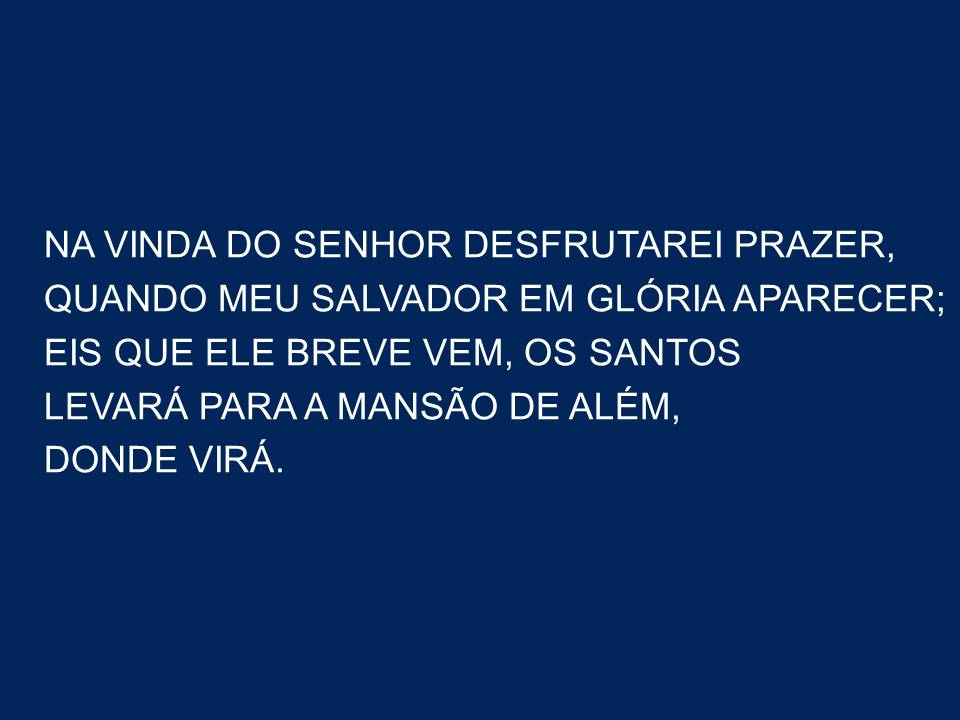 NA VINDA DO SENHOR DESFRUTAREI PRAZER,
QUANDO MEU SALVADOR EM GLÓRIA APARECER;
EIS QUE ELE BREVE VEM, OS SANTOS
LEVARÁ PARA A MANSÃO DE ALÉM,
DONDE VIRÁ.